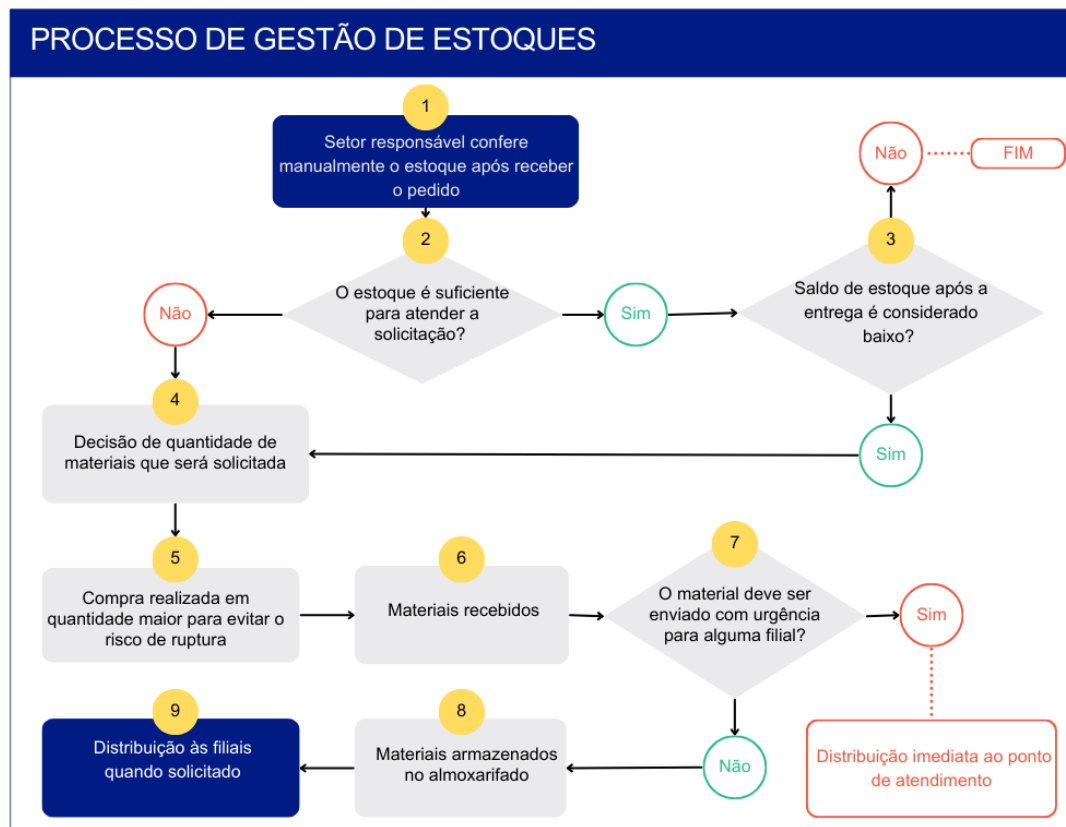 PROCESSO DE GESTÃO DE ESTOQUES
1
Setor responsável confere
manualmente o estoque após receber
o pedido
2
O estoque é suficiente
para atender a
solicitação?
Não
Sim
3
Saldo de estoque após a
entrega é considerado
baixo?
Não
FIM
Sim
4
Decisão de quantidade de
materiais que será solicitada
5
Compra realizada em
quantidade maior para evitar o
risco de ruptura
6
Materiais recebidos
7
O material deve ser
enviado com urgência
para alguma filial?
Sim
Distribuição imediata ao ponto
de atendimento
Não
8
Materiais armazenados
no almoxarifado
9
Distribuição às filiais
quando solicitado